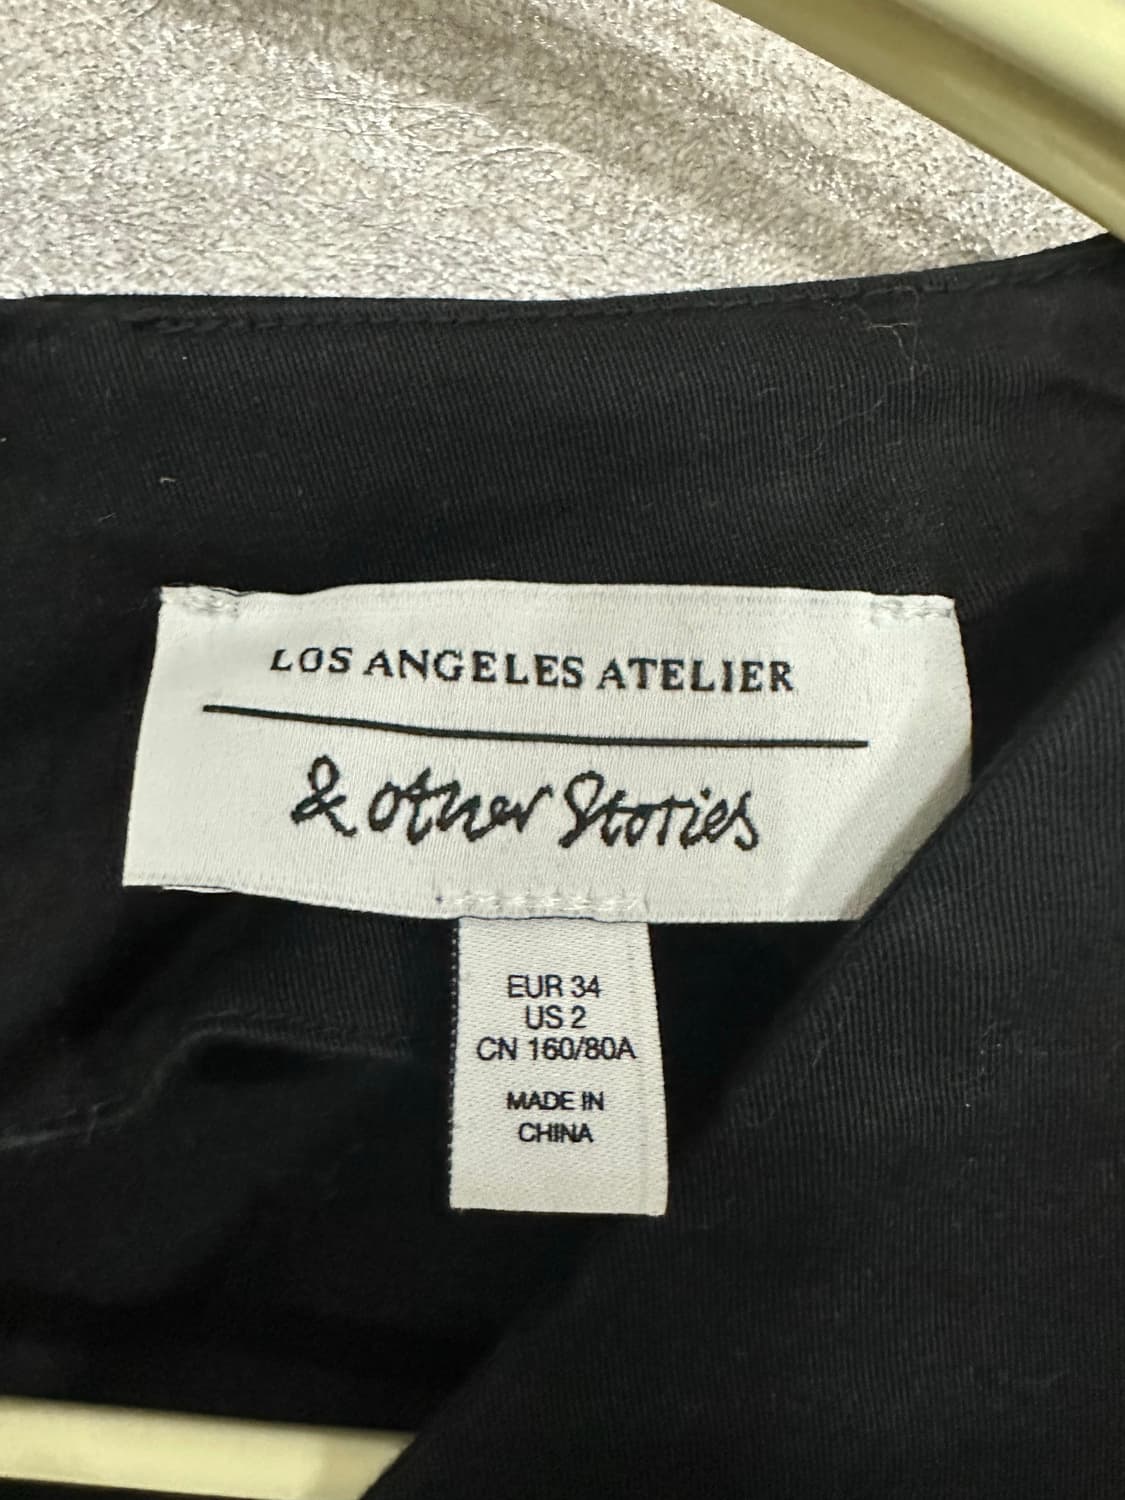 LOS ANGELES ATELIER
& other Stories
EUR 34
US 2
CN 160/80A
MADE IN
CHINA